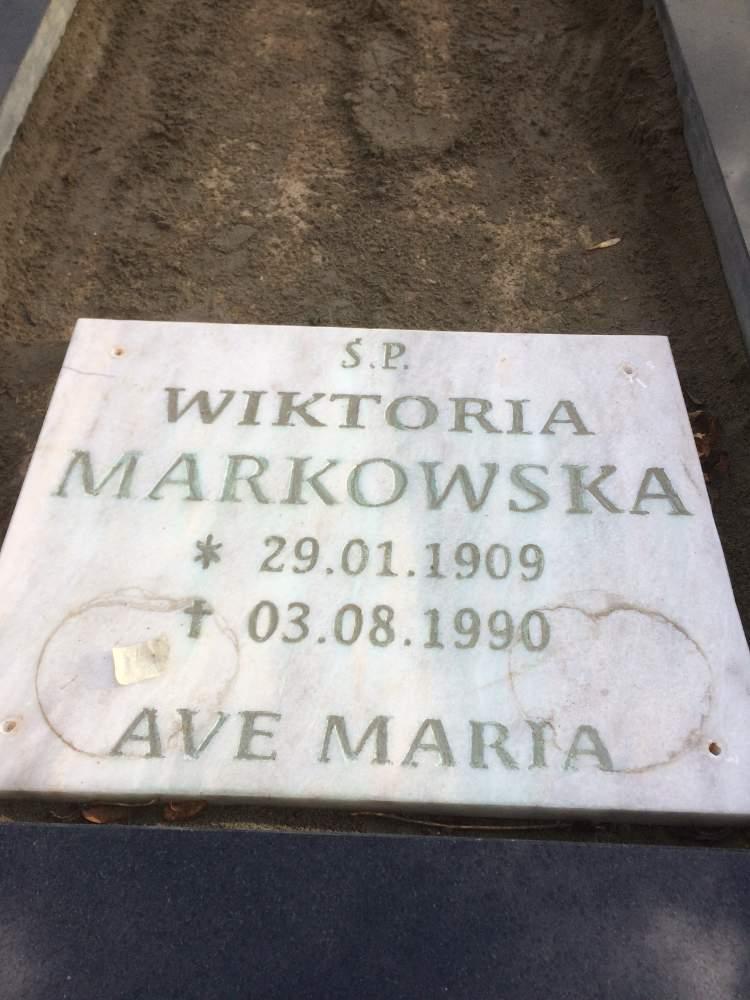 Ś.P.
WIKTORIA
MARKOWSKA
* 29.01.1909
✝ 03.08.1990
AVE MARIA